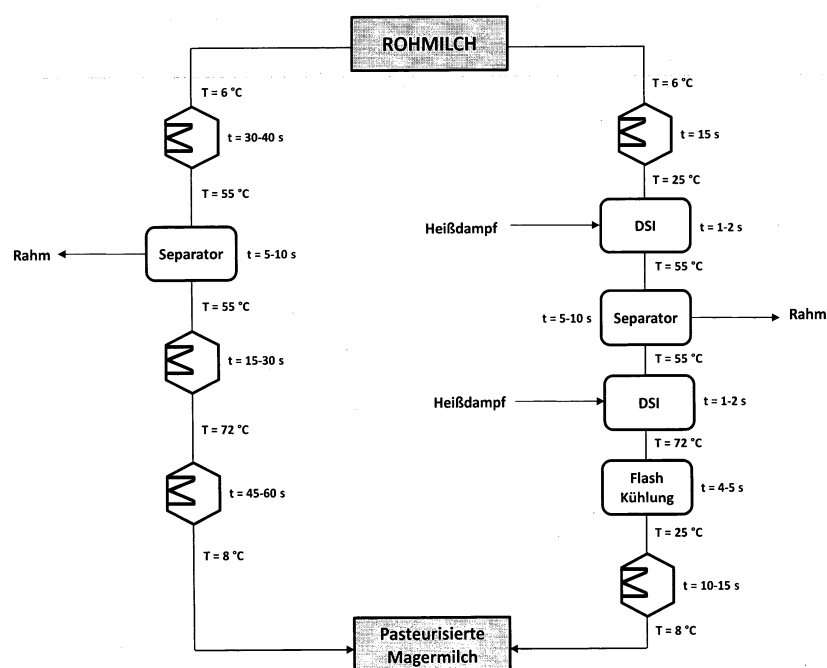 ROHMILCH
T = 6 °C
t = 30-40 s
T = 55 °C
Rahm
Separator
t = 5-10 s
T = 55 °C
t = 15-30 s
T = 72 °C
t = 45-60 s
T = 8 °C
T = 6 °C
t = 15 s
T = 25 °C
Heißdampf
DSI
t = 1-2 s
T = 55 °C
t = 5-10 s
Separator
Rahm
T = 55 °C
Heißdampf
DSI
t = 1-2 s
T = 72 °C
Flash
Kühlung
t = 4-5 s
T = 25 °C
t = 10-15 s
T = 8 °C
Pasteurisierte
Magermilch